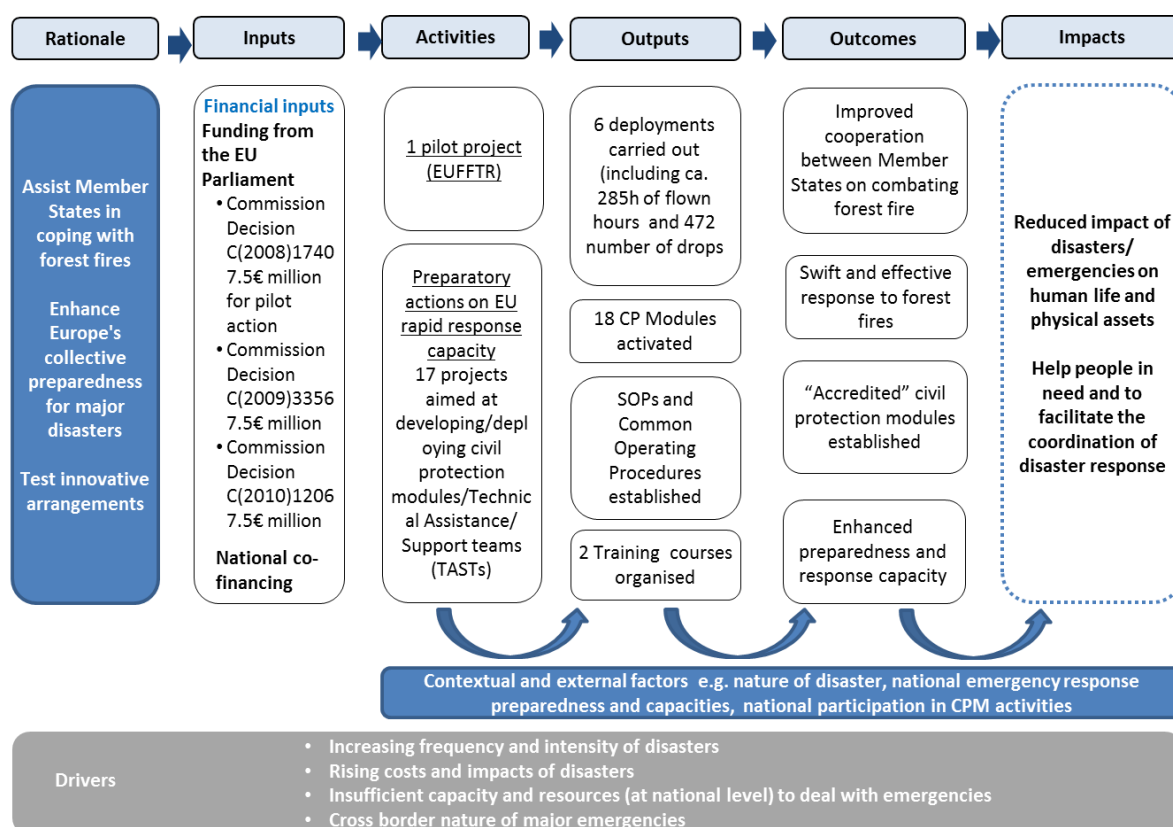 Rationale
Inputs
Activities
Outputs
Outcomes
Impacts
Assist Member
States in
coping with
forest fires
Enhance
Europe's
collective
preparedness
for major
disasters
Test innovative
arrangements
Financial inputs
Funding from
the EU
Parliament
• Commission
Decision
C(2008)1740
7.5€ million
for pilot
action
• Commission
Decision
C(2009)3356
7.5€ million
• Commission
Decision
C(2010)1206
7.5€ million
National co-
financing
1 pilot project
(EUFFTR)
Preparatory
actions on EU
rapid response
capacity
17 projects
aimed at
developing/depl
oying civil
protection
modules/Technic
al Assistance/
Support teams
(TASTs)
6 deployments
carried out
(including ca.
285h of flown
hours and 472
number of drops
18 CP Modules
activated
SOPs and
Common
Operating
Procedures
established
2 Training courses
organised
Improved
cooperation
between Member
States on combating
forest fire
Swift and effective
response to forest
fires
“Accredited” civil
protection modules
established
Enhanced
preparedness and
response capacity
Reduced impact of
disasters/
emergencies on
human life and
physical assets
Help people in
need and to
facilitate the
coordination of
disaster response
Contextual and external factors e.g. nature of disaster, national emergency response
preparedness and capacities, national participation in CPM activities
Drivers
• Increasing frequency and intensity of disasters
• Rising costs and impacts of disasters
• Insufficient capacity and resources (at national level) to deal with emergencies
• Cross border nature of major emergencies